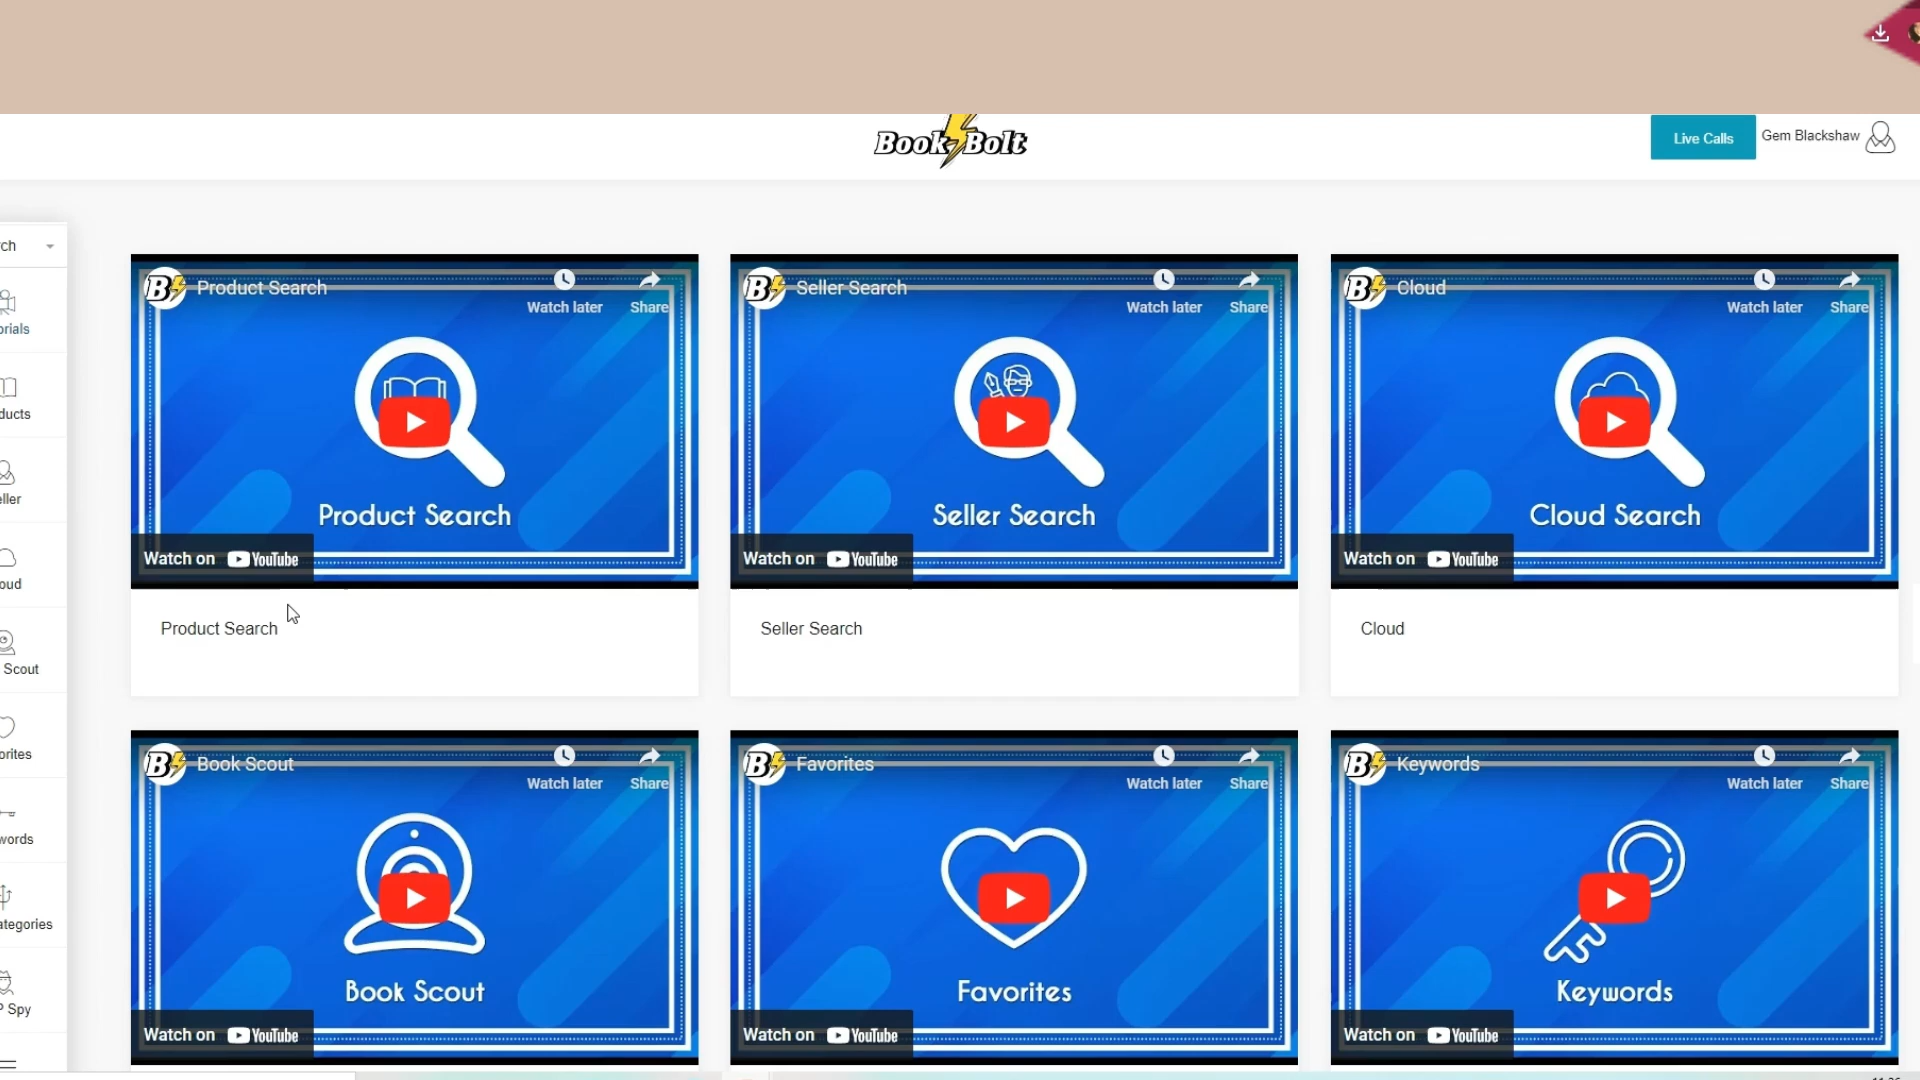 Book Bolt
Live Calls
Gem Blackshaw
rch
orials
ducts
eller
oud
Scout
orites
words
ategories
P Spy
B Product Search
Watch later
Share
Product Search
Watch on YouTube
Product Search
B Seller Search
Watch later
Share
Seller Search
Watch on YouTube
Seller Search
B Cloud
Watch later
Share
Cloud Search
Watch on YouTube
Cloud
B Book Scout
Watch later
Share
Book Scout
Watch on YouTube
B Favorites
Watch later
Share
Favorites
Watch on YouTube
B Keywords
Watch later
Share
Keywords
Watch on YouTube